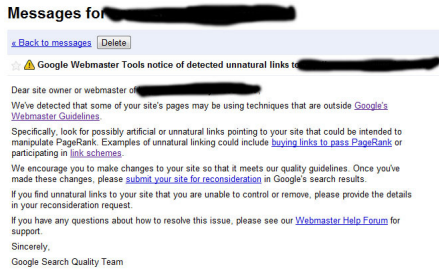 Messages for
« Back to messages Delete
Google Webmaster Tools notice of detected unnatural links to
Dear site owner or webmaster of
We've detected that some of your site's pages may be using techniques that are outside Google's
Webmaster Guidelines.
Specifically, look for possibly artificial or unnatural links pointing to your site that could be intended to
manipulate PageRank. Examples of unnatural linking could include buying links to pass PageRank or
participating in link schemes.
We encourage you to make changes to your site so that it meets our quality guidelines. Once you've
made these changes, please submit your site for reconsideration in Google's search results.
If you find unnatural links to your site that you are unable to control or remove, please provide the details
in your reconsideration request.
If you have any questions about how to resolve this issue, please see our Webmaster Help Forum for
support.
Sincerely,
Google Search Quality Team